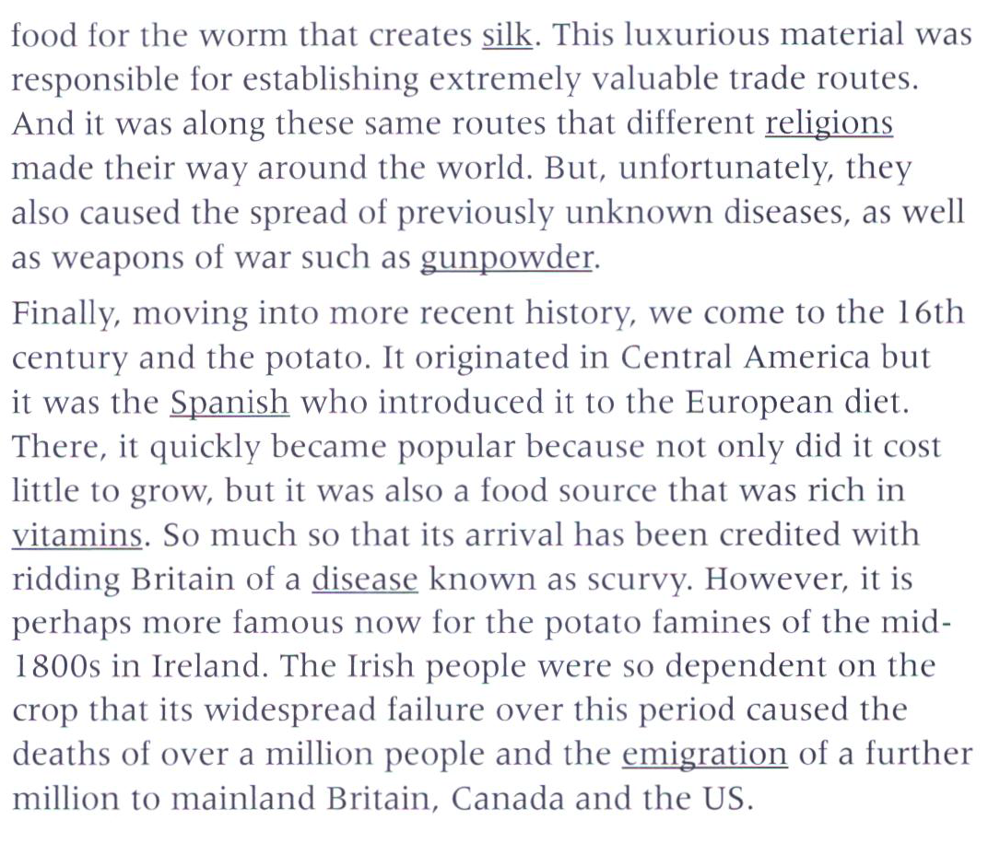 food for the worm that creates silk. This luxurious material was
responsible for establishing extremely valuable trade routes.
And it was along these same routes that different religions
made their way around the world. But, unfortunately, they
also caused the spread of previously unknown diseases, as well
as weapons of war such as gunpowder.
Finally, moving into more recent history, we come to the 16th
century and the potato. It originated in Central America but
it was the Spanish who introduced it to the European diet.
There, it quickly became popular because not only did it cost
little to grow, but it was also a food source that was rich in
vitamins. So much so that its arrival has been credited with
ridding Britain of a disease known as scurvy. However, it is
perhaps more famous now for the potato famines of the mid-
1800s in Ireland. The Irish people were so dependent on the
crop that its widespread failure over this period caused the
deaths of over a million people and the emigration of a further
million to mainland Britain, Canada and the US.